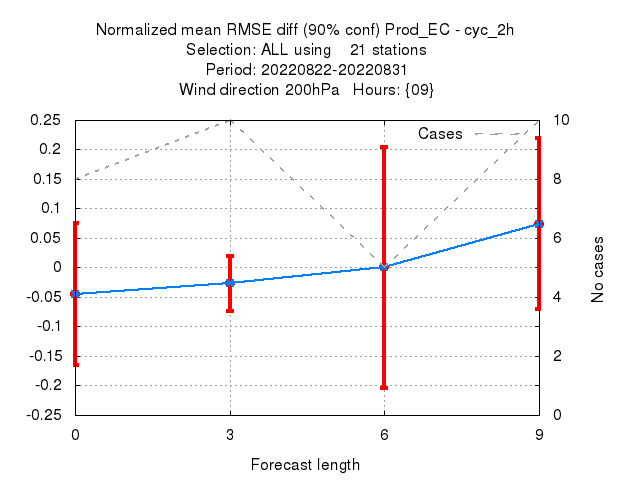 Normalized mean RMSE diff (90% conf) Prod_EC - cyc_2h
Selection: ALL using    21 stations
Period: 20220822-20220831
Wind direction 200hPa   Hours: {09}
Cases
0.25
0.2
0.15
0.1
0.05
0
-0.05
-0.1
-0.15
-0.2
-0.25
10
8
6
4
2
0
No cases
0 3 6 9
Forecast length